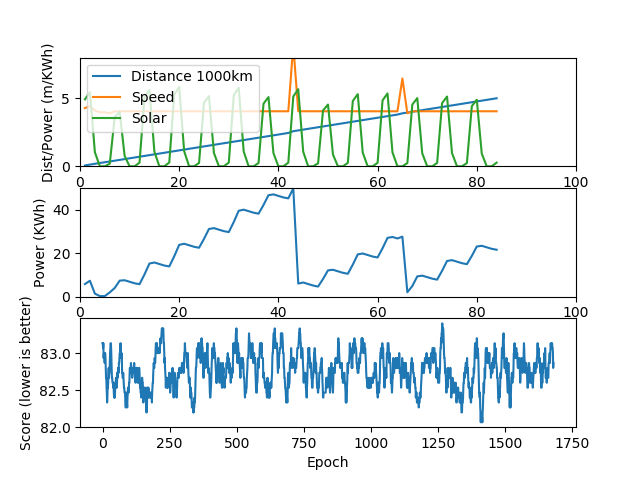 Dist/Power (m/KWh)
Distance 1000km
Speed
Solar
5
0
0 20 40 60 80 100
Power (KWh)
40
20
0
0 20 40 60 80 100
Score (lower is better)
83.0
82.5
82.0
0 250 500 750 1000 1250 1500 1750
Epoch